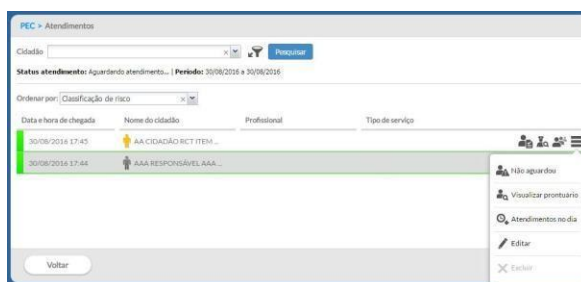 PEC > Atendimentos
Cidadão Pesquisar
Status atendimento: Aguardando atendimento... | Período: 30/08/2016 a 30/08/2016
Ordenar por: Classificação de risco
Data e hora de chegada Nome do cidadão Profissional Tipo de serviço
30/08/2016 17:45 AA CIDADÃO RCT ITEM ...
30/08/2016 17:44 AAA RESPONSÁVEL AAA ...
Não aguardou
Visualizar prontuário
Atendimentos no dia
Editar
Excluir
Voltar